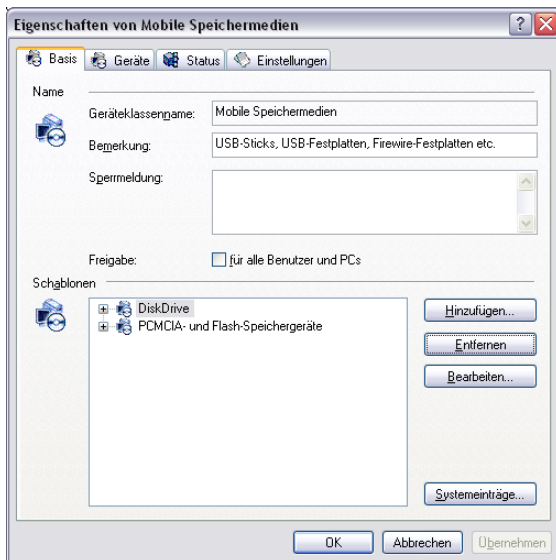 Eigenschaften von Mobile Speichermedien
Basis Geräte Status Einstellungen
Name
Geräteklassenname: Mobile Speichermedien
Bemerkung: USB-Sticks, USB-Festplatten, Firewire-Festplatten etc.
Sperrmeldung:
Freigabe: für alle Benutzer und PCs
Schablonen
DiskDrive
PCMCIA- und Flash-Speichergeräte
Hinzufügen...
Entfernen
Bearbeiten...
Systemeinträge...
OK Abbrechen Übernehmen